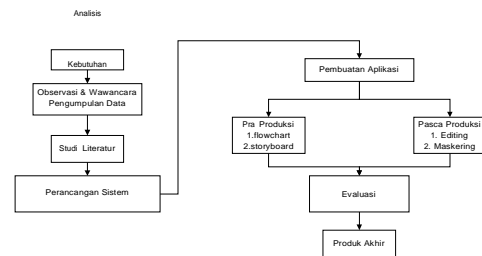 Analisis
Kebutuhan
Observasi & Wawancara
Pengumpulan Data
Studi Literatur
Perancangan Sistem
Pembuatan Aplikasi
Pra Produksi
1.flowchart
2.storyboard
Pasca Produksi
1. Editing
2. Maskering
Evaluasi
Produk Akhir